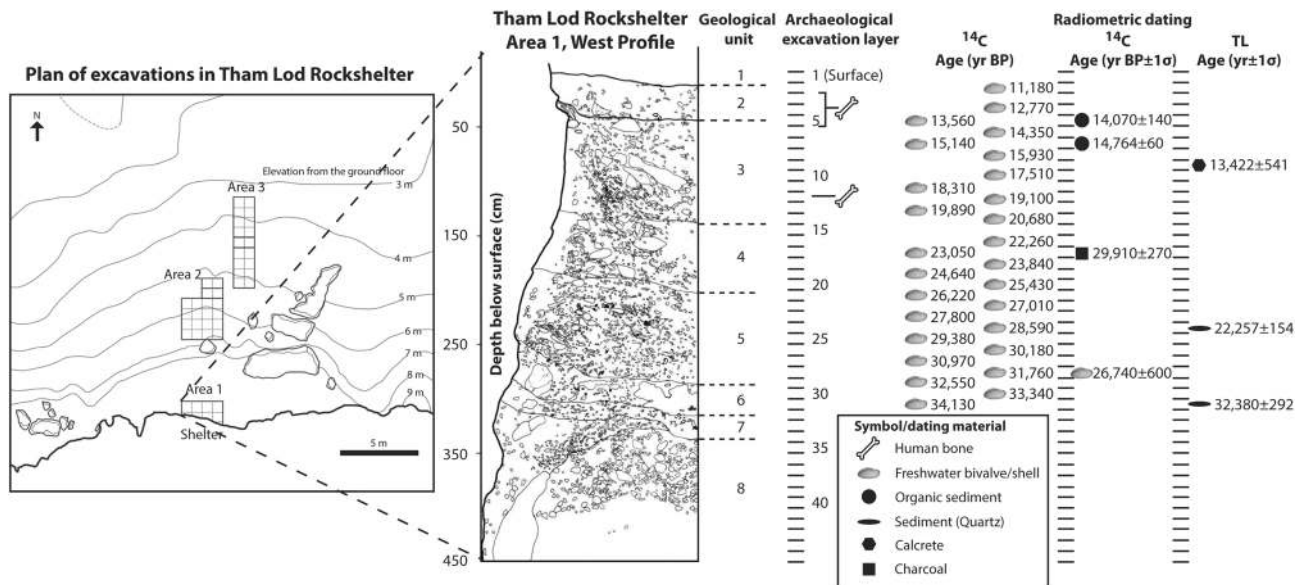 Plan of excavations in Tham Lod Rockshelter
N
Elevation from the ground floor
Area 3
3 m
4 m
Area 2
5 m
6 m
7 m
8 m
Area 1
9 m
Shelter
5 m
Tham Lod Rockshelter
Area 1, West Profile
Depth below surface (cm)
50
150
250
350
450
Geological
unit
1
2
3
4
5
6
7
8
Archaeological
excavation layer
1 (Surface)
5
10
15
20
25
30
35
40
14C
Age (yr BP)
11,180
12,770
13,560
14,350
15,140
15,930
17,510
18,310
19,100
19,890
20,680
22,260
23,050
23,840
24,640
25,430
26,220
27,010
27,800
28,590
29,380
30,180
30,970
31,760
32,550
33,340
34,130
Radiometric dating
14C
Age (yr BP±1σ)
14,070±140
14,764±60
29,910±270
26,740±600
TL
Age (yr±1σ)
13,422±541
22,257±154
32,380±292
Symbol/dating material
Human bone
Freshwater bivalve/shell
Organic sediment
Sediment (Quartz)
Calcrete
Charcoal